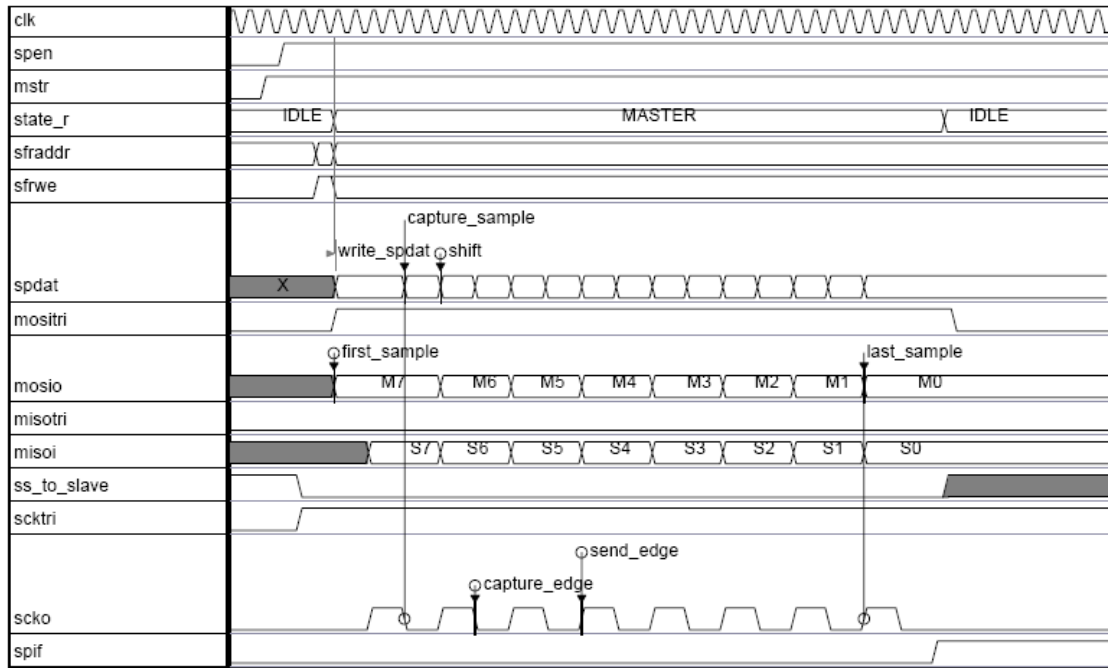 clk
spen
mstr
state_r IDLE MASTER IDLE
sfraddr
sfrwe
capture_sample
write_spdat shift
spdat X
mositri
first_sample last_sample
mosio M7 M6 M5 M4 M3 M2 M1 M0
misotri
misoi S7 S6 S5 S4 S3 S2 S1 S0
ss_to_slave
scktri
send_edge
capture_edge
scko
spif